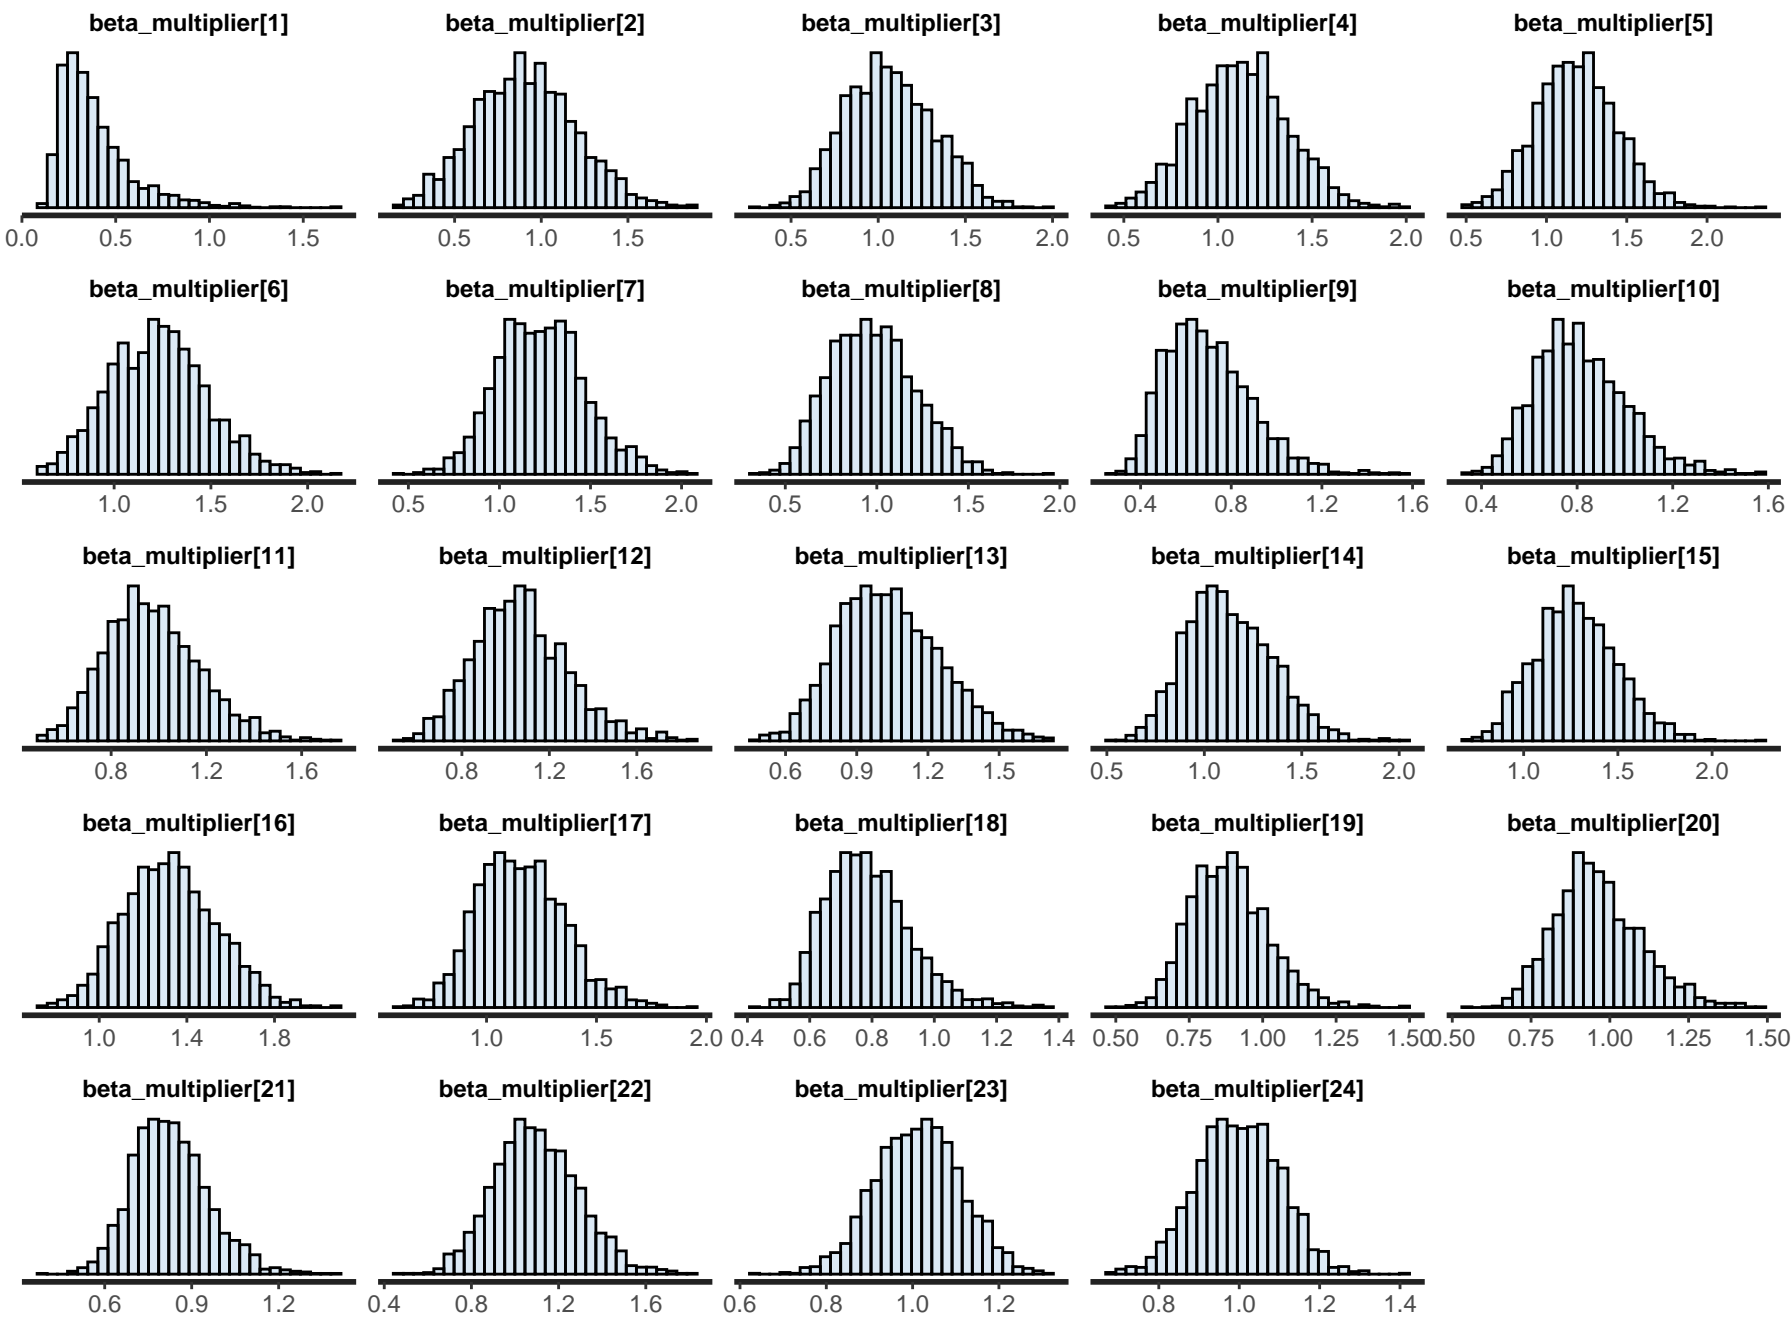 beta_multiplier[1] beta_multiplier[2] beta_multiplier[3] beta_multiplier[4] beta_multiplier[5]
0.0 0.5 1.0 1.5 0.5 1.0 1.5 0.5 1.0 1.5 2.0 0.5 1.0 1.5 2.0 0.5 1.0 1.5 2.0
beta_multiplier[6] beta_multiplier[7] beta_multiplier[8] beta_multiplier[9] beta_multiplier[10]
1.0 1.5 2.0 0.5 1.0 1.5 2.0 0.5 1.0 1.5 2.0 0.4 0.8 1.2 1.6 0.4 0.8 1.2 1.6
beta_multiplier[11] beta_multiplier[12] beta_multiplier[13] beta_multiplier[14] beta_multiplier[15]
0.8 1.2 1.6 0.8 1.2 1.6 0.6 0.9 1.2 1.5 0.5 1.0 1.5 2.0 1.0 1.5 2.0
beta_multiplier[16] beta_multiplier[17] beta_multiplier[18] beta_multiplier[19] beta_multiplier[20]
1.0 1.4 1.8 1.0 1.5 2.0 0.4 0.6 0.8 1.0 1.2 1.4 0.50 0.75 1.00 1.25 1.50 0.50 0.75 1.00 1.25 1.50
beta_multiplier[21] beta_multiplier[22] beta_multiplier[23] beta_multiplier[24]
0.6 0.9 1.2 0.4 0.8 1.2 1.6 0.6 0.8 1.0 1.2 0.8 1.0 1.2 1.4